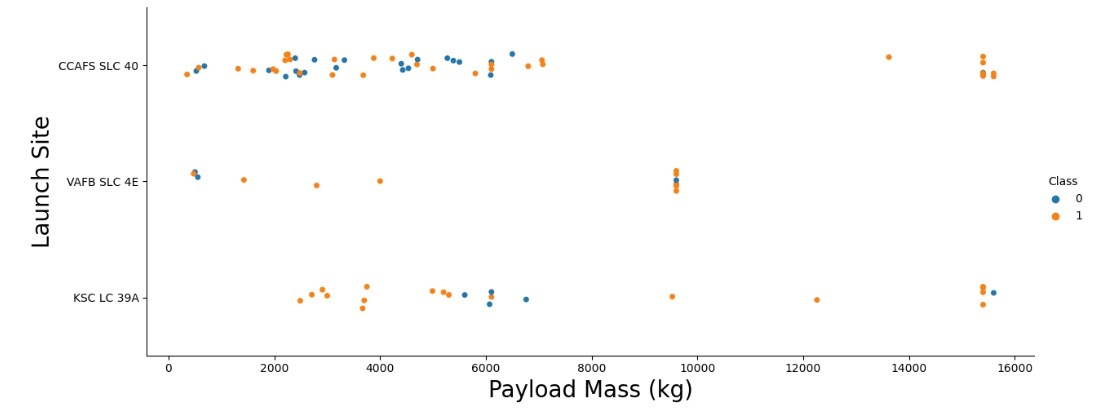 Launch Site
CCAFS SLC 40
VAFB SLC 4E
KSC LC 39A
0 2000 4000 6000 8000 10000 12000 14000 16000
Payload Mass (kg)
Class
0
1